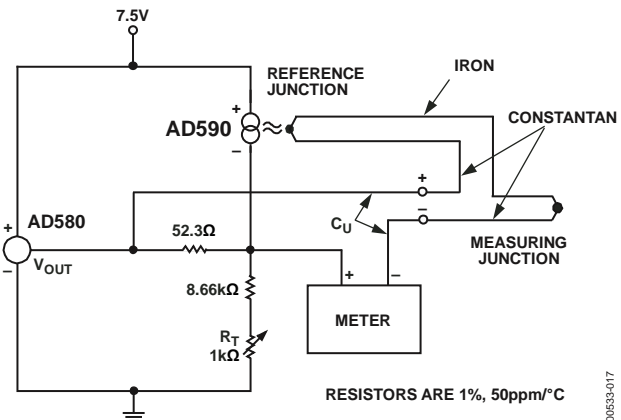 7.5V
REFERENCE
JUNCTION
IRON
+
AD590
–
CONSTANTAN
+
–
CU
MEASURING
JUNCTION
+
AD580
–
VOUT
52.3Ω
8.66kΩ
RT
1kΩ
+
–
METER
RESISTORS ARE 1%, 50ppm/°C
00533-017